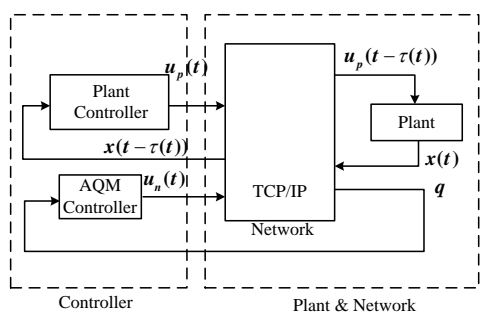 Plant
Controller
u_p(t)
x(t − τ(t))
AQM
Controller
u_n(t)
TCP/IP
Network
u_p(t − τ(t))
Plant
x(t)
q
Controller
Plant & Network